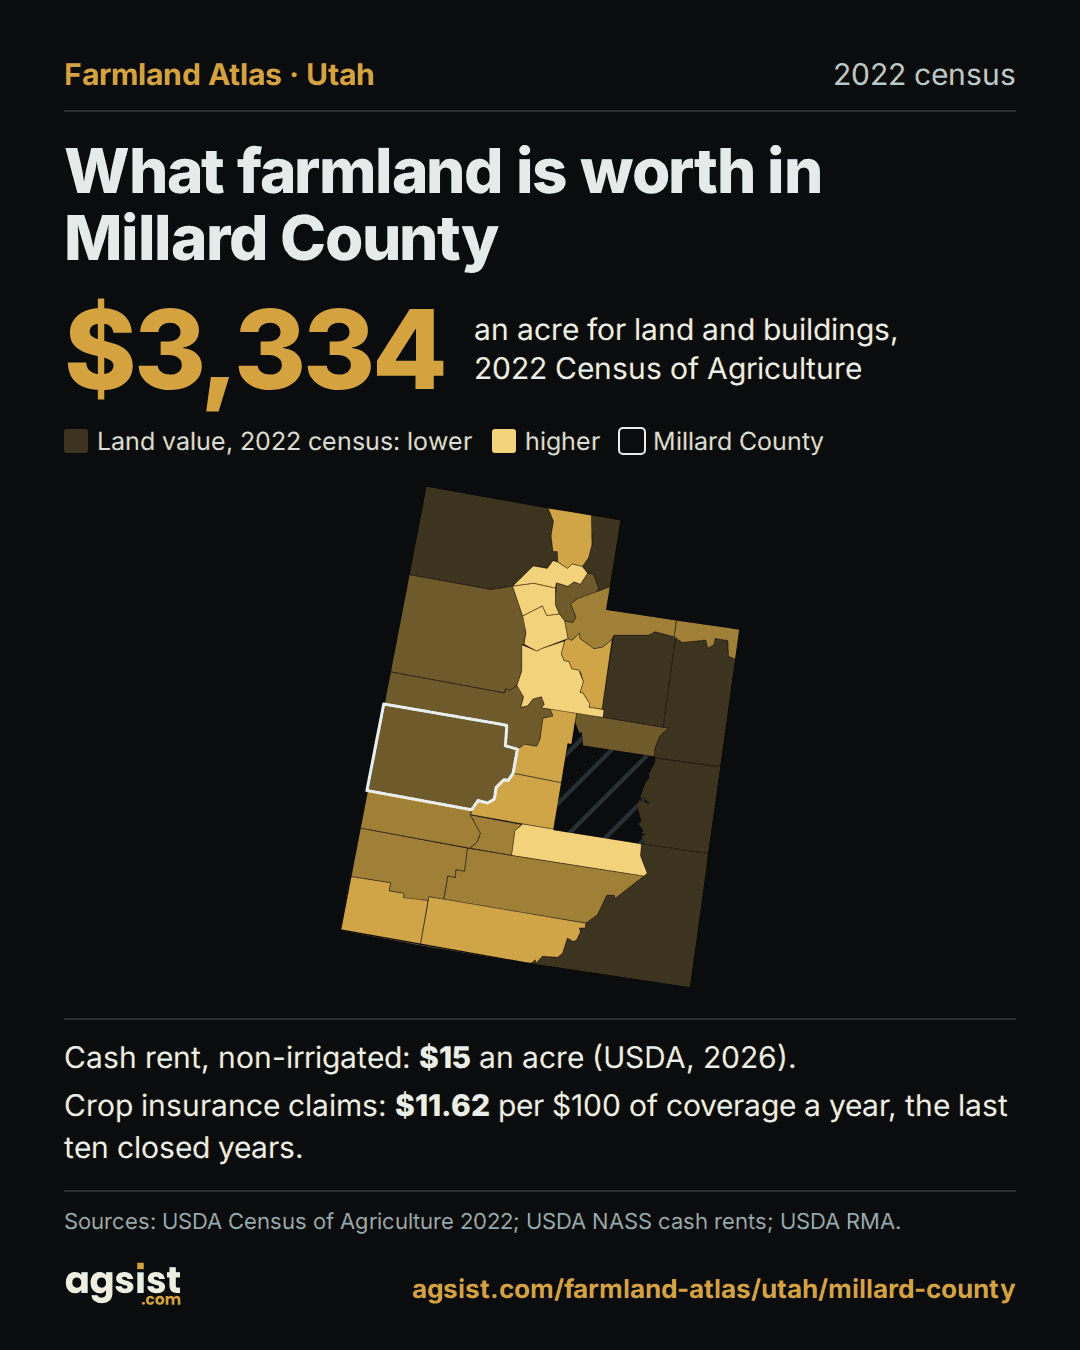 Farmland Atlas · Utah
2022 census
What farmland is worth in
Millard County
$3,334
an acre for land and buildings,
2022 Census of Agriculture
Land value, 2022 census: lower
higher
Millard County
Cash rent, non-irrigated: $15 an acre (USDA, 2026).
Crop insurance claims: $11.62 per $100 of coverage a year, the last
ten closed years.
Sources: USDA Census of Agriculture 2022; USDA NASS cash rents; USDA RMA.
agsist
.com
agsist.com/farmland-atlas/utah/millard-county